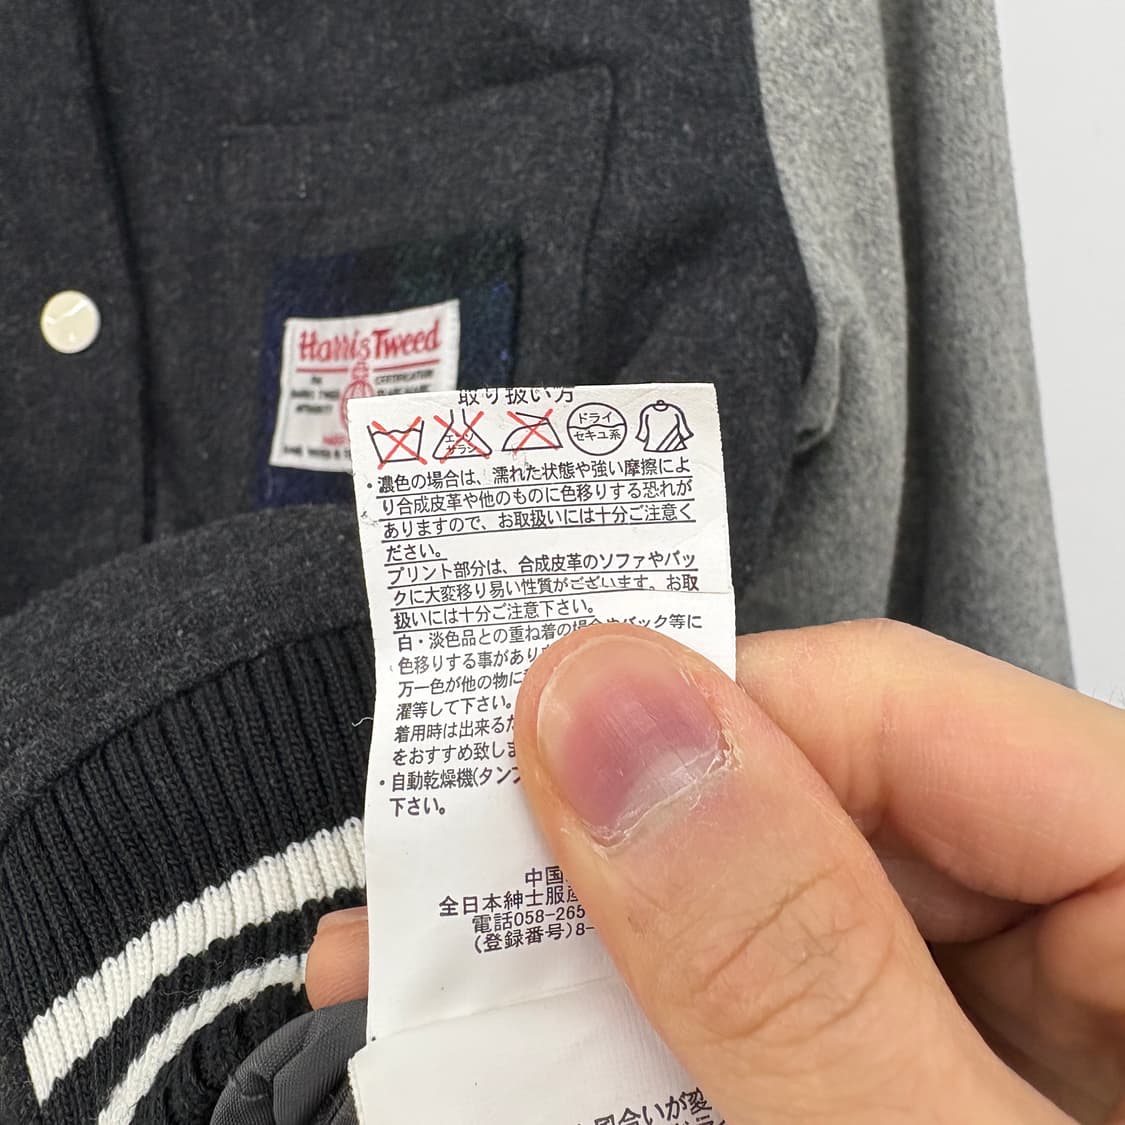 Harris Tweed
取り扱い方
エンソ
サラシ
ドライ
セキユ系
・濃色の場合は、濡れた状態や強い摩擦によ
り合成皮革や他のものに色移りする恐れが
ありますので、お取扱いには十分ご注意く
ださい。
プリント部分は、合成皮革のソファやバッ
クに大変移り易い性質がございます。お取
扱いには十分ご注意下さい。
白・淡色品との重ね着の場合やバック等に
色移りする事があり
万一色が他の物に
濯等して下さい。
着用時は出来るだ
をおすすめ致しま
・自動乾燥機(タンブ
下さい。
中国
全日本紳士服産
電話058-265
(登録番号)8-
風合いが変